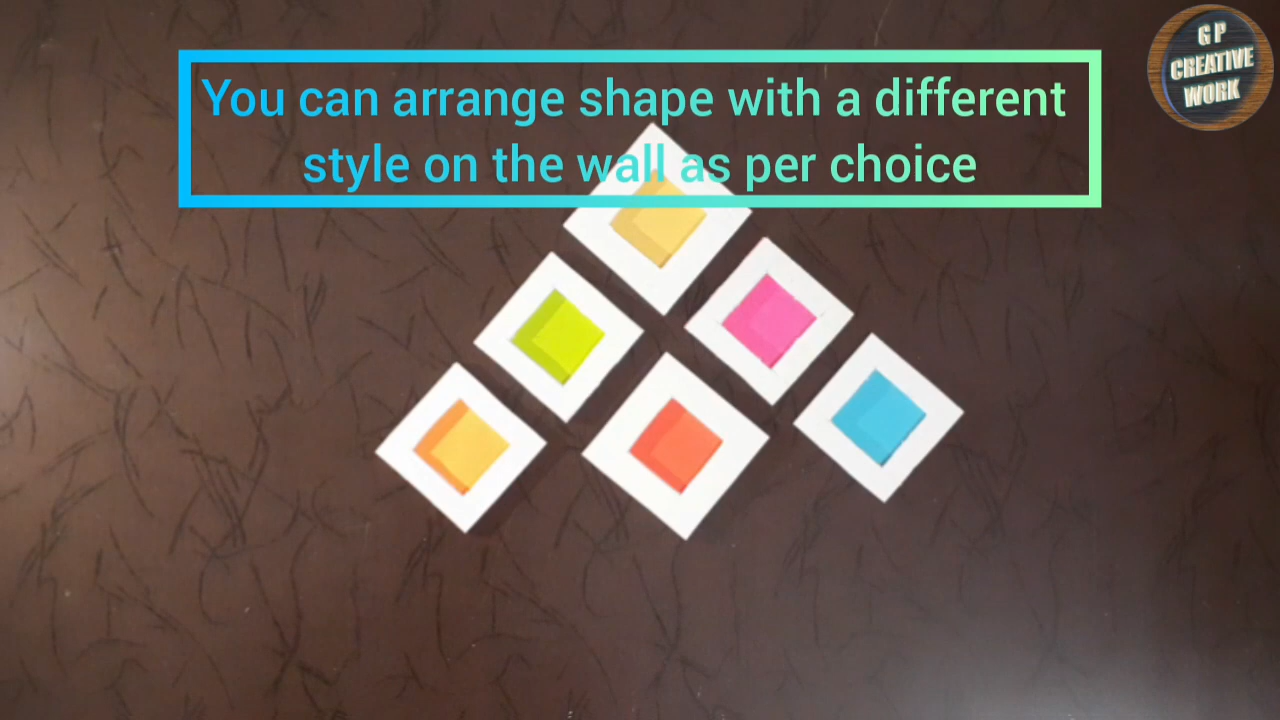 G P
CREATIVE
WORK
You can arrange shape with a different
style on the wall as per choice